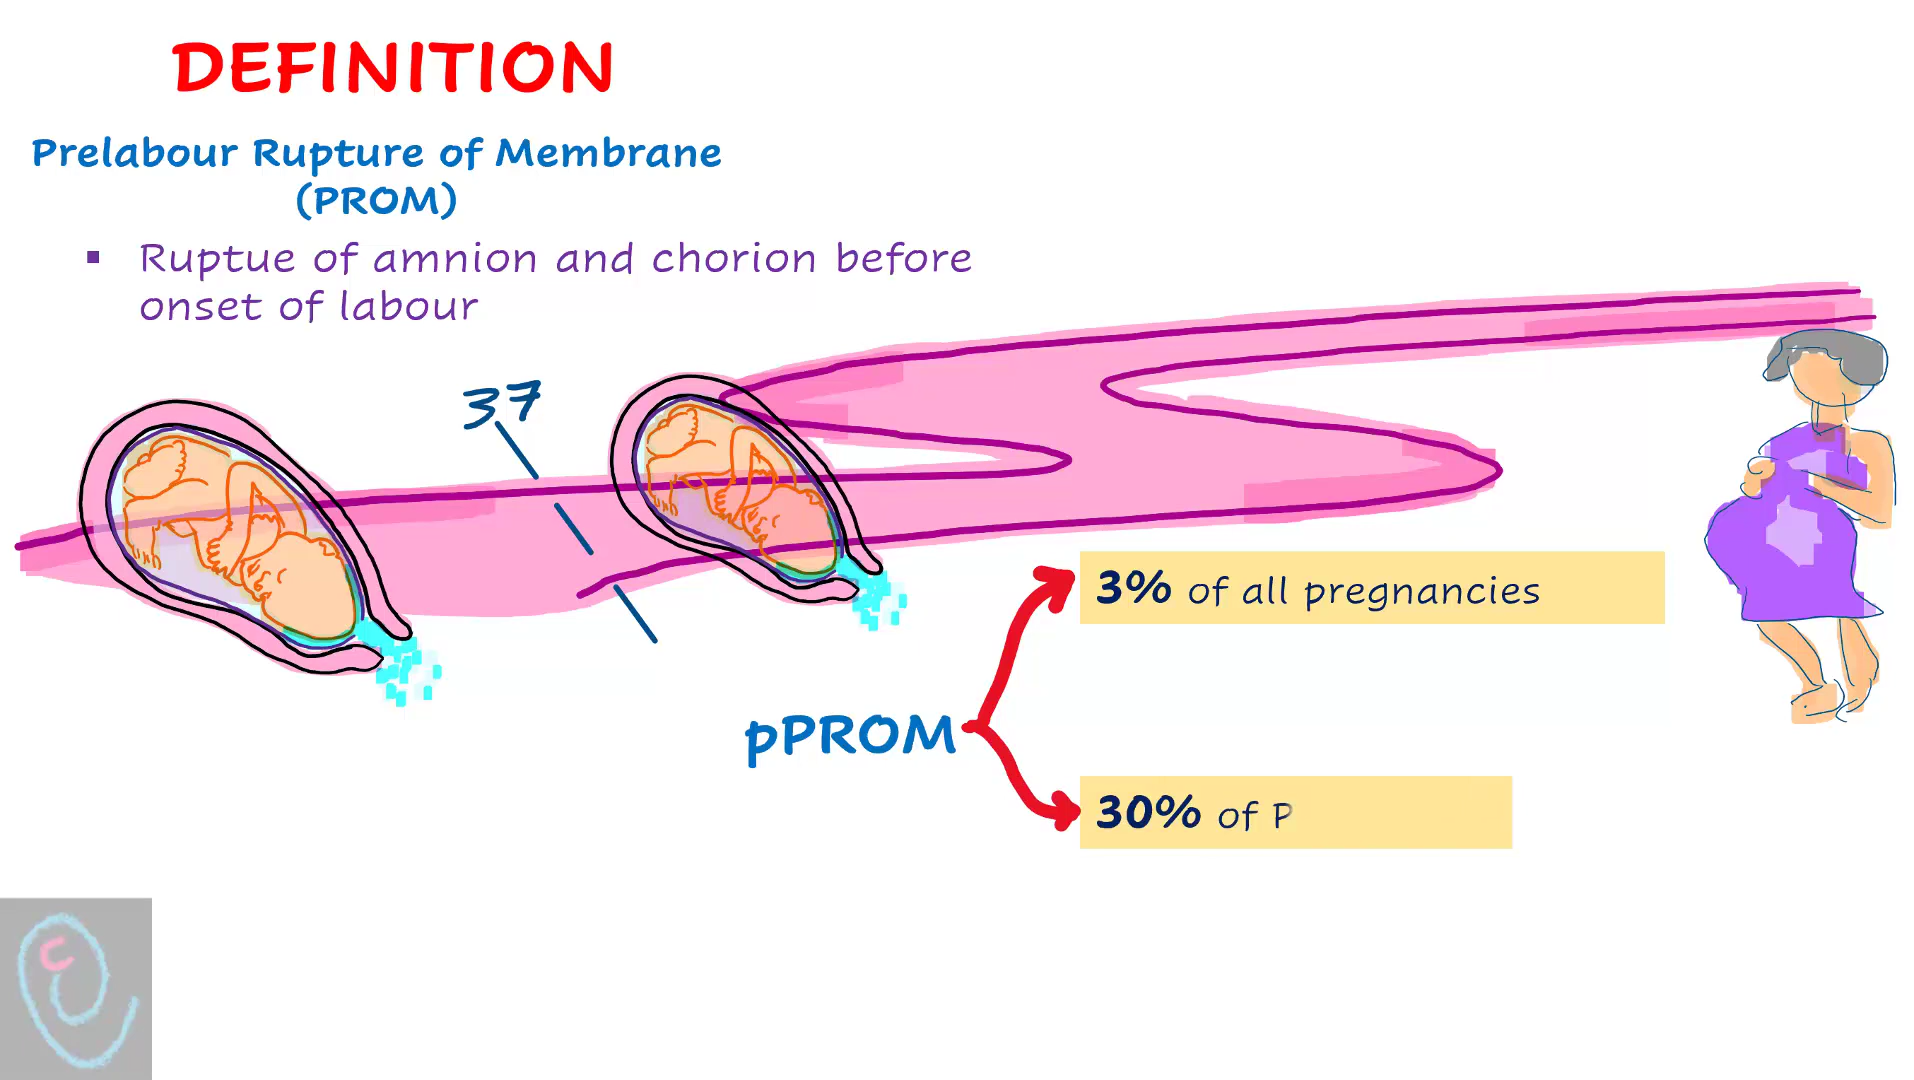 DEFINITION
Prelabour Rupture of Membrane
(PROM)
▪ Ruptue of amnion and chorion before
onset of labour
37
3% of all pregnancies
pPROM
30% of P